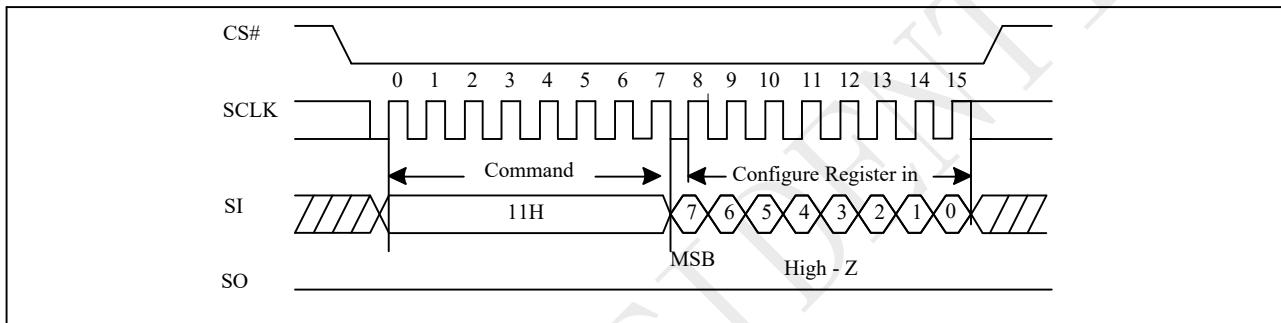 CS#
0 1 2 3 4 5 6 7 8 9 10 11 12 13 14 15
SCLK
Command Configure Register in
SI 11H 7 6 5 4 3 2 1 0
MSB High - Z
SO